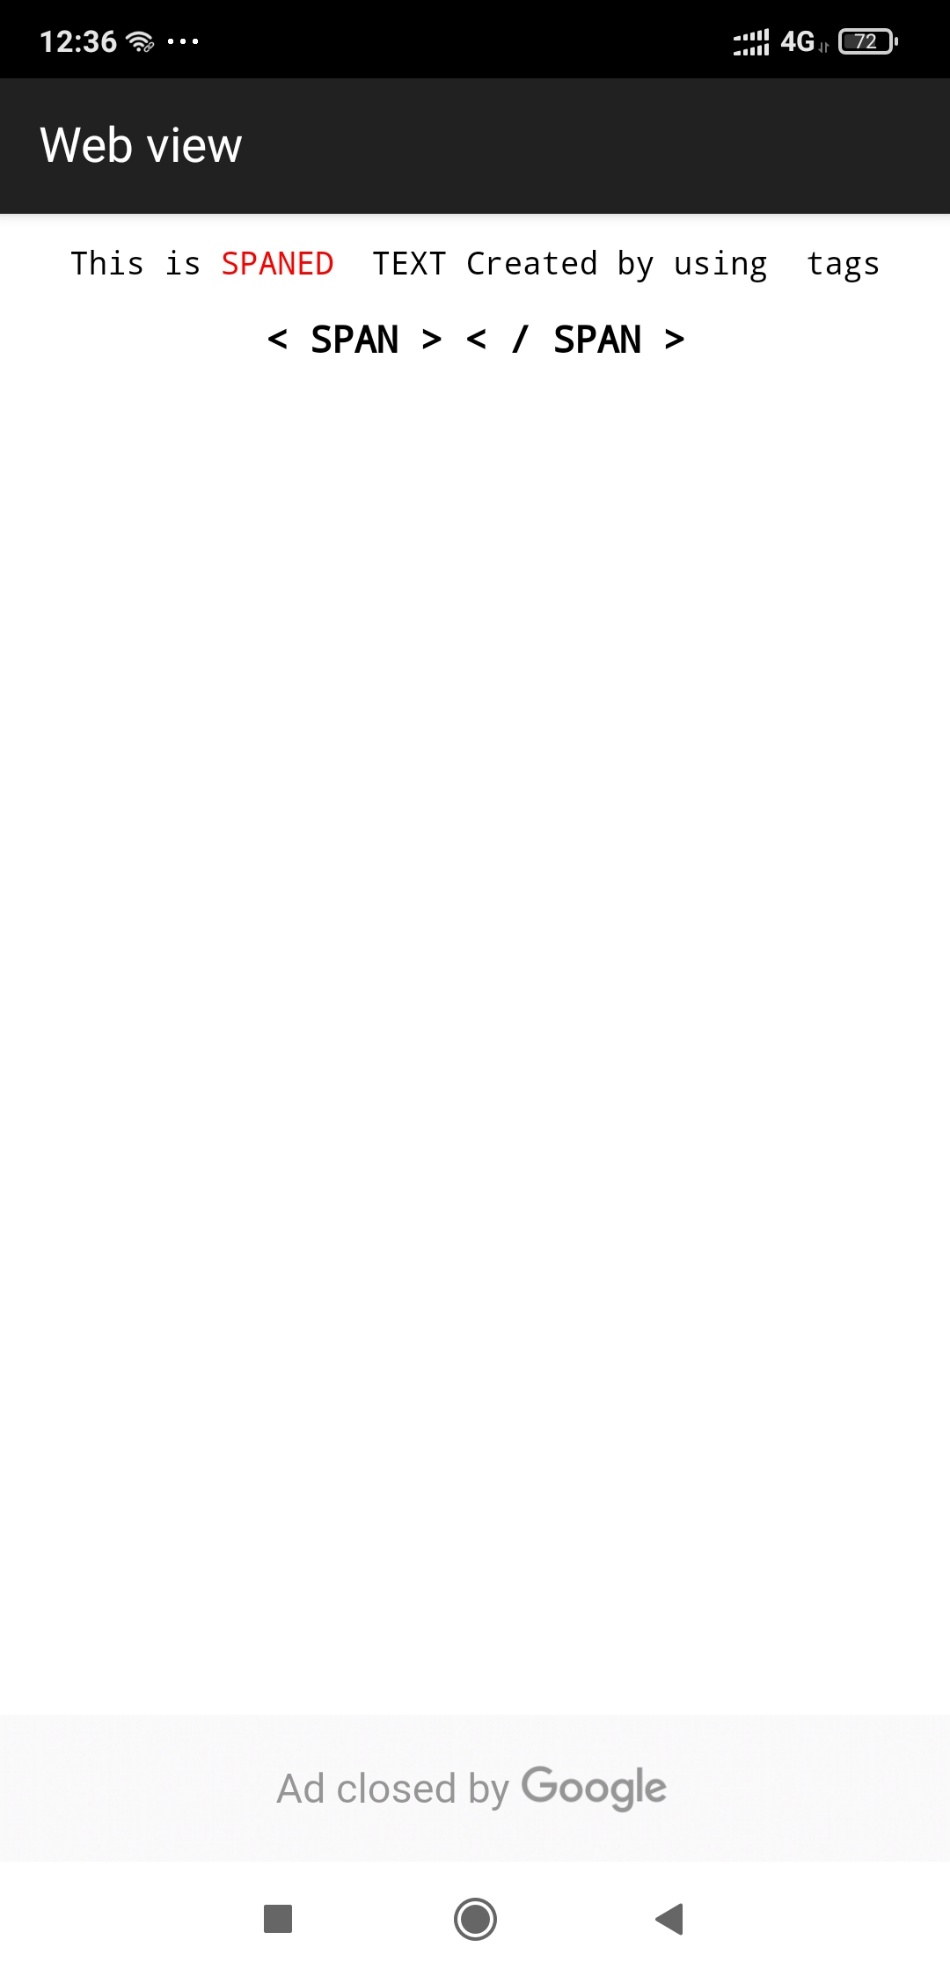 12:36 ... 4G 72
Web view
This is SPANED  TEXT Created by using  tags
< SPAN > < / SPAN >
Ad closed by Google